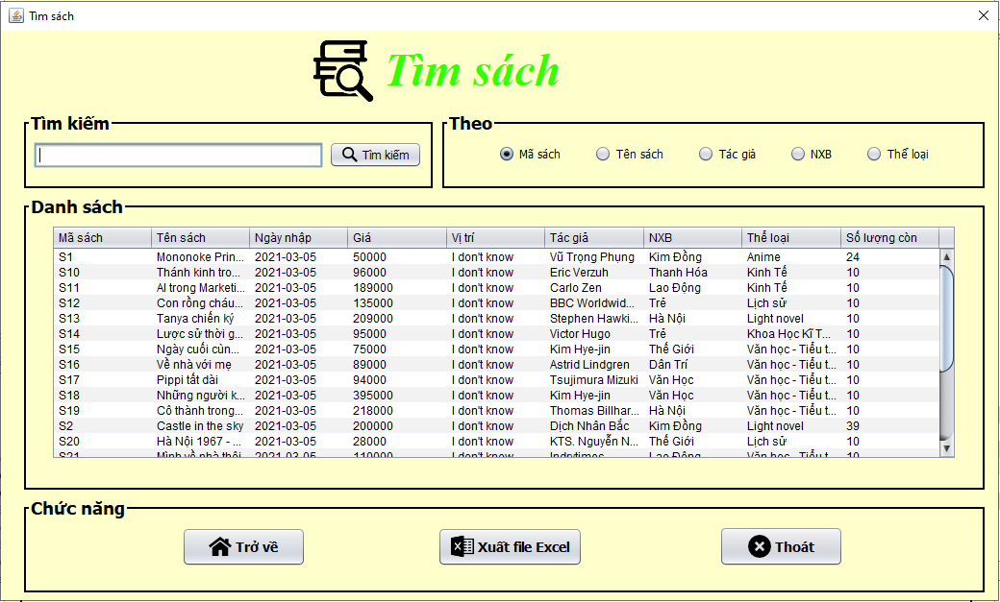 Tìm sách
Tìm sách
Tìm kiếm
Tìm kiếm
Theo
Mã sách Tên sách Tác giả NXB Thể loại
Danh sách
Mã sách Tên sách Ngày nhập Giá Vị trí Tác giả NXB Thể loại Số lượng còn
S1 Mononoke Prin... 2021-03-05 50000 I don't know Vũ Trọng Phụng Kim Đồng Anime 24
S10 Thánh kinh tro... 2021-03-05 96000 I don't know Eric Verzuh Thanh Hóa Kinh Tế 10
S11 AI trong Marketi... 2021-03-05 189000 I don't know Carlo Zen Lao Động Kinh Tế 10
S12 Con rồng cháu... 2021-03-05 135000 I don't know BBC Worldwid... Trẻ Lịch sử 10
S13 Tanya chiến ký 2021-03-05 209000 I don't know Stephen Hawki... Hà Nội Light novel 10
S14 Lược sử thời g... 2021-03-05 95000 I don't know Victor Hugo Trẻ Khoa Học Kĩ T... 10
S15 Ngày cuối cùn... 2021-03-05 75000 I don't know Kim Hye-jin Thế Giới Văn học - Tiểu t... 10
S16 Về nhà với mẹ 2021-03-05 89000 I don't know Astrid Lindgren Dân Trí Văn học - Tiểu t... 10
S17 Pippi tất dài 2021-03-05 94000 I don't know Tsujimura Mizuki Văn Học Văn học - Tiểu t... 10
S18 Những người k... 2021-03-05 395000 I don't know Kim Hye-jin Văn Học Văn học - Tiểu t... 10
S19 Cô thành trong... 2021-03-05 218000 I don't know Thomas Billhar... Hà Nội Văn học - Tiểu t... 10
S2 Castle in the sky 2021-03-05 200000 I don't know Dịch Nhân Bắc Kim Đồng Light novel 39
S20 Hà Nội 1967 - ... 2021-03-05 28000 I don't know KTS. Nguyễn N... Thế Giới Lịch sử 10
S21 Mình về nhà thôi 2021-03-05 110000 I don't know Indrytimes Lao Động Văn học - Tiểu t... 10
Chức năng
Trở về Xuất file Excel Thoát